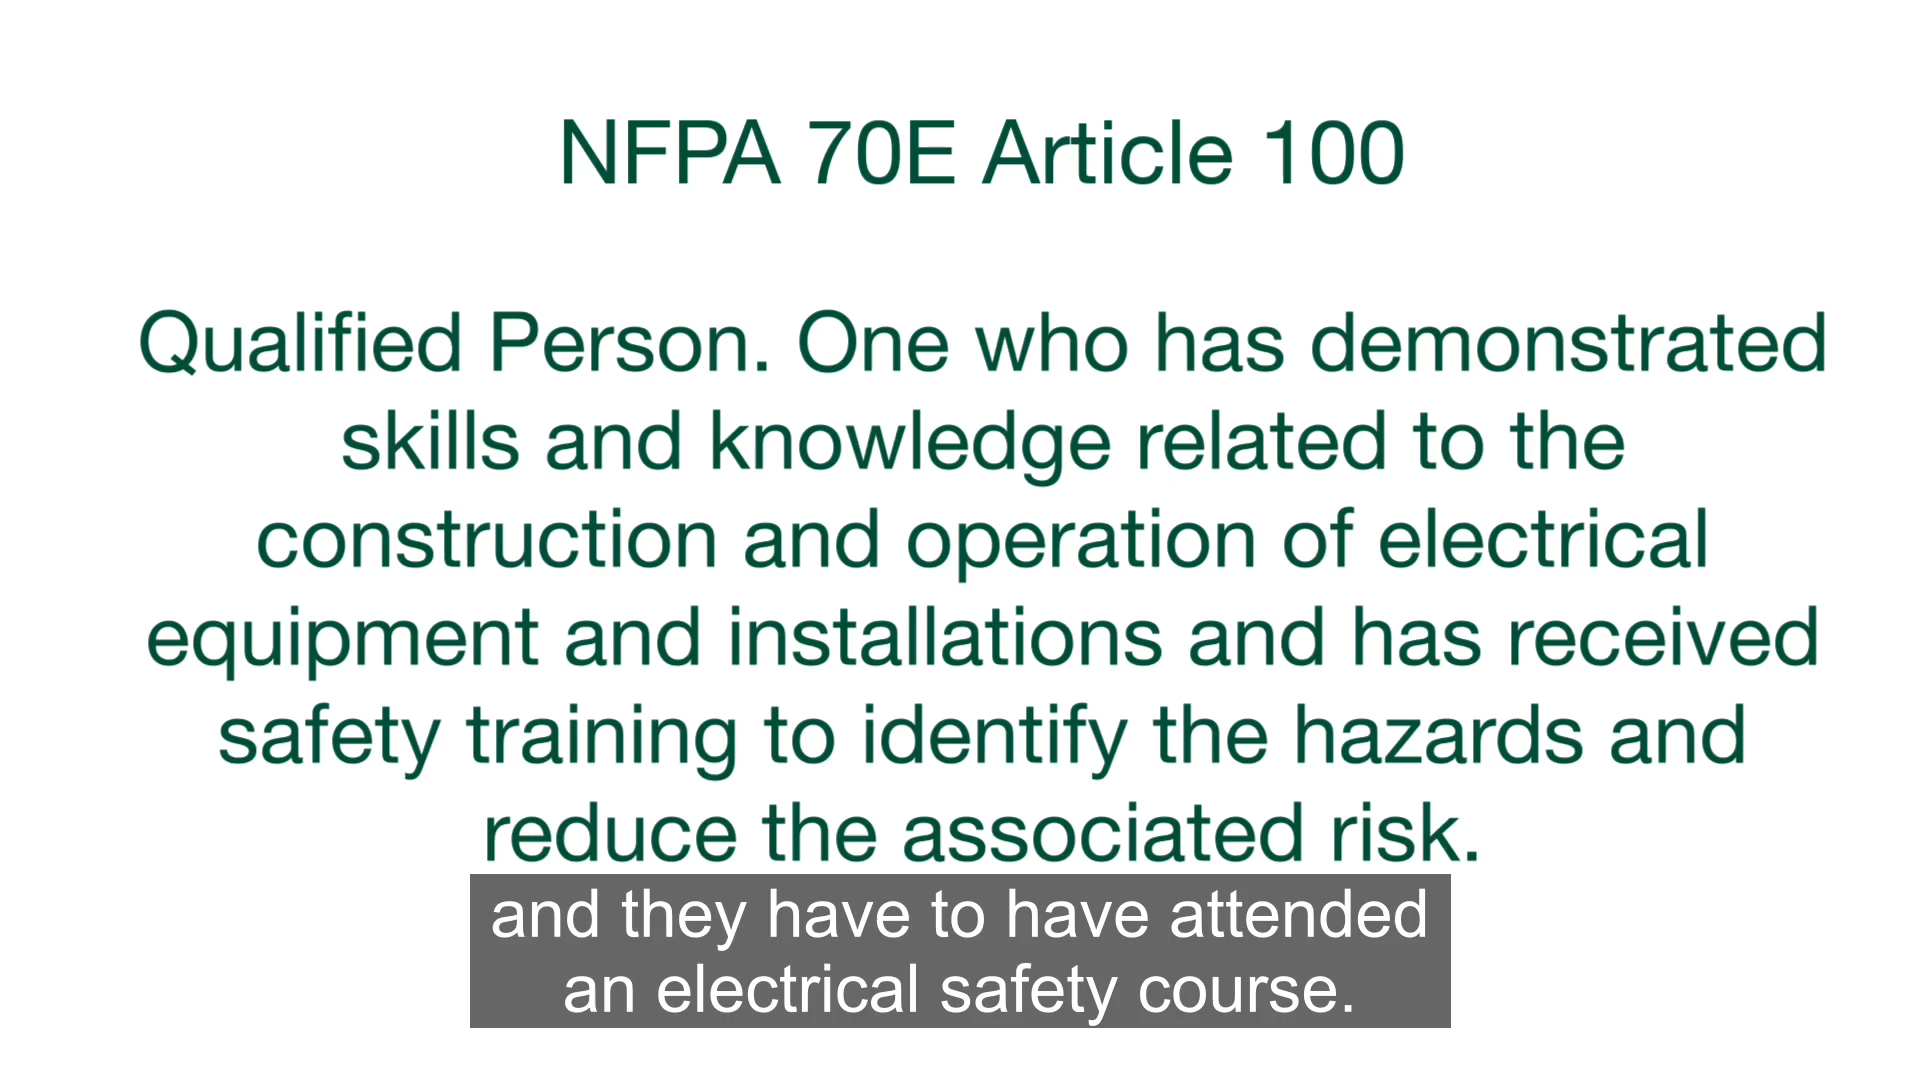 NFPA 70E Article 100
Qualified Person. One who has demonstrated
skills and knowledge related to the
construction and operation of electrical
equipment and installations and has received
safety training to identify the hazards and
reduce the associated risk.
and they have to have attended
an electrical safety course.